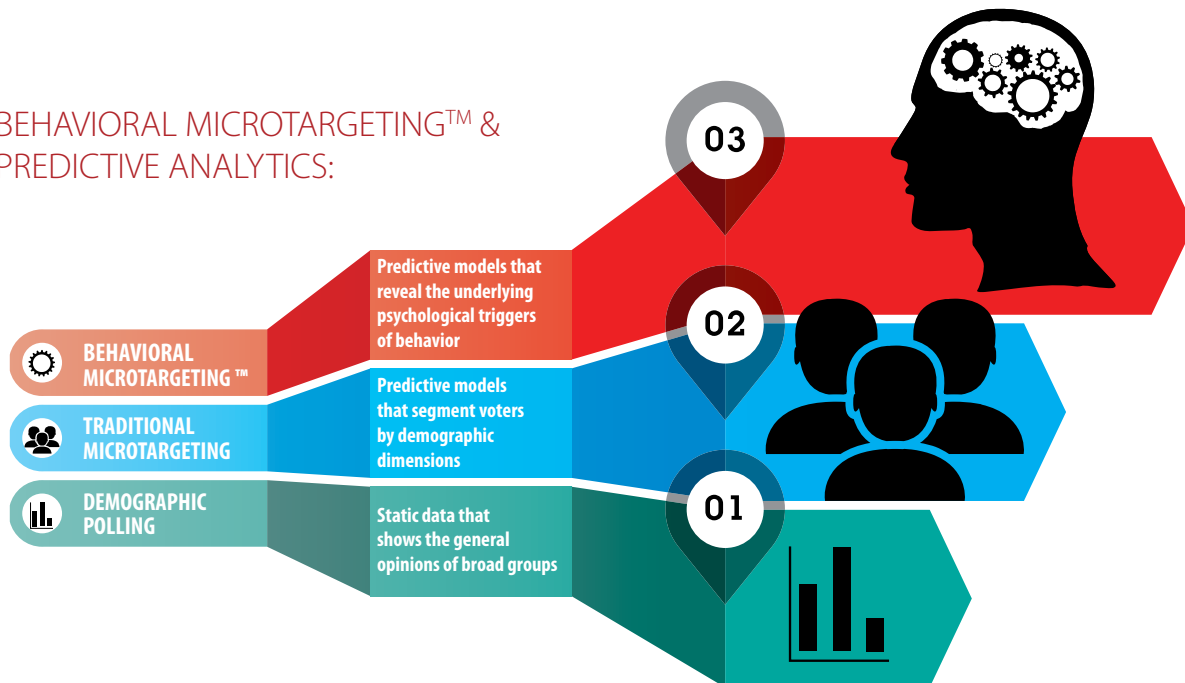 BEHAVIORAL MICROTARGETING™ &
PREDICTIVE ANALYTICS:
03
Predictive models that
reveal the underlying
psychological triggers
of behavior
BEHAVIORAL
MICROTARGETING ™
02
Predictive models
that segment voters
by demographic
dimensions
TRADITIONAL
MICROTARGETING
01
Static data that
shows the general
opinions of broad groups
DEMOGRAPHIC
POLLING